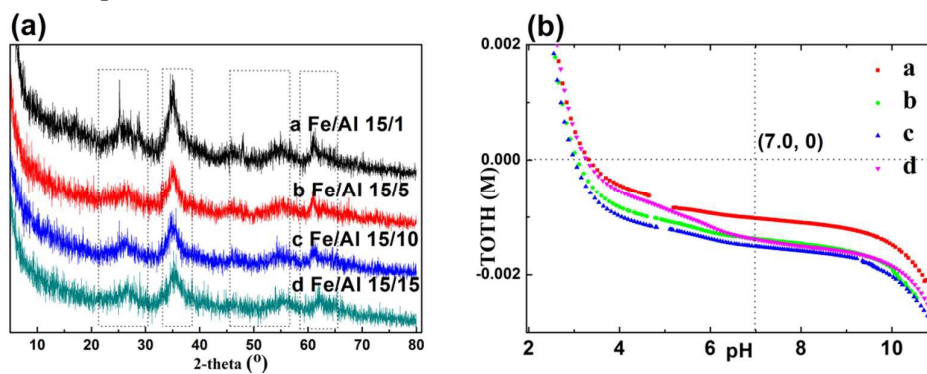 (a)
a Fe/Al 15/1
b Fe/Al 15/5
c Fe/Al 15/10
d Fe/Al 15/15
10 20 30 40 50 60 70 80
2-theta (°)
(b)
0.002
0.000
-0.002
TOTH (M)
a
b
c
d
(7.0, 0)
2 4 6 8 10
pH